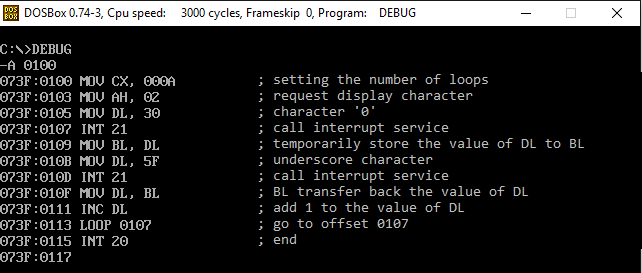 DOSBox 0.74-3, Cpu speed: 3000 cycles, Frameskip 0, Program: DEBUG
C:\>DEBUG
-A 0100
073F:0100 MOV CX, 000A ; setting the number of loops
073F:0103 MOV AH, 02 ; request display character
073F:0105 MOV DL, 30 ; character '0'
073F:0107 INT 21 ; call interrupt service
073F:0109 MOV BL, DL ; temporarily store the value of DL to BL
073F:010B MOV DL, 5F ; underscore character
073F:010D INT 21 ; call interrupt service
073F:010F MOV DL, BL ; BL transfer back the value of DL
073F:0111 INC DL ; add 1 to the value of DL
073F:0113 LOOP 0107 ; go to offset 0107
073F:0115 INT 20 ; end
073F:0117